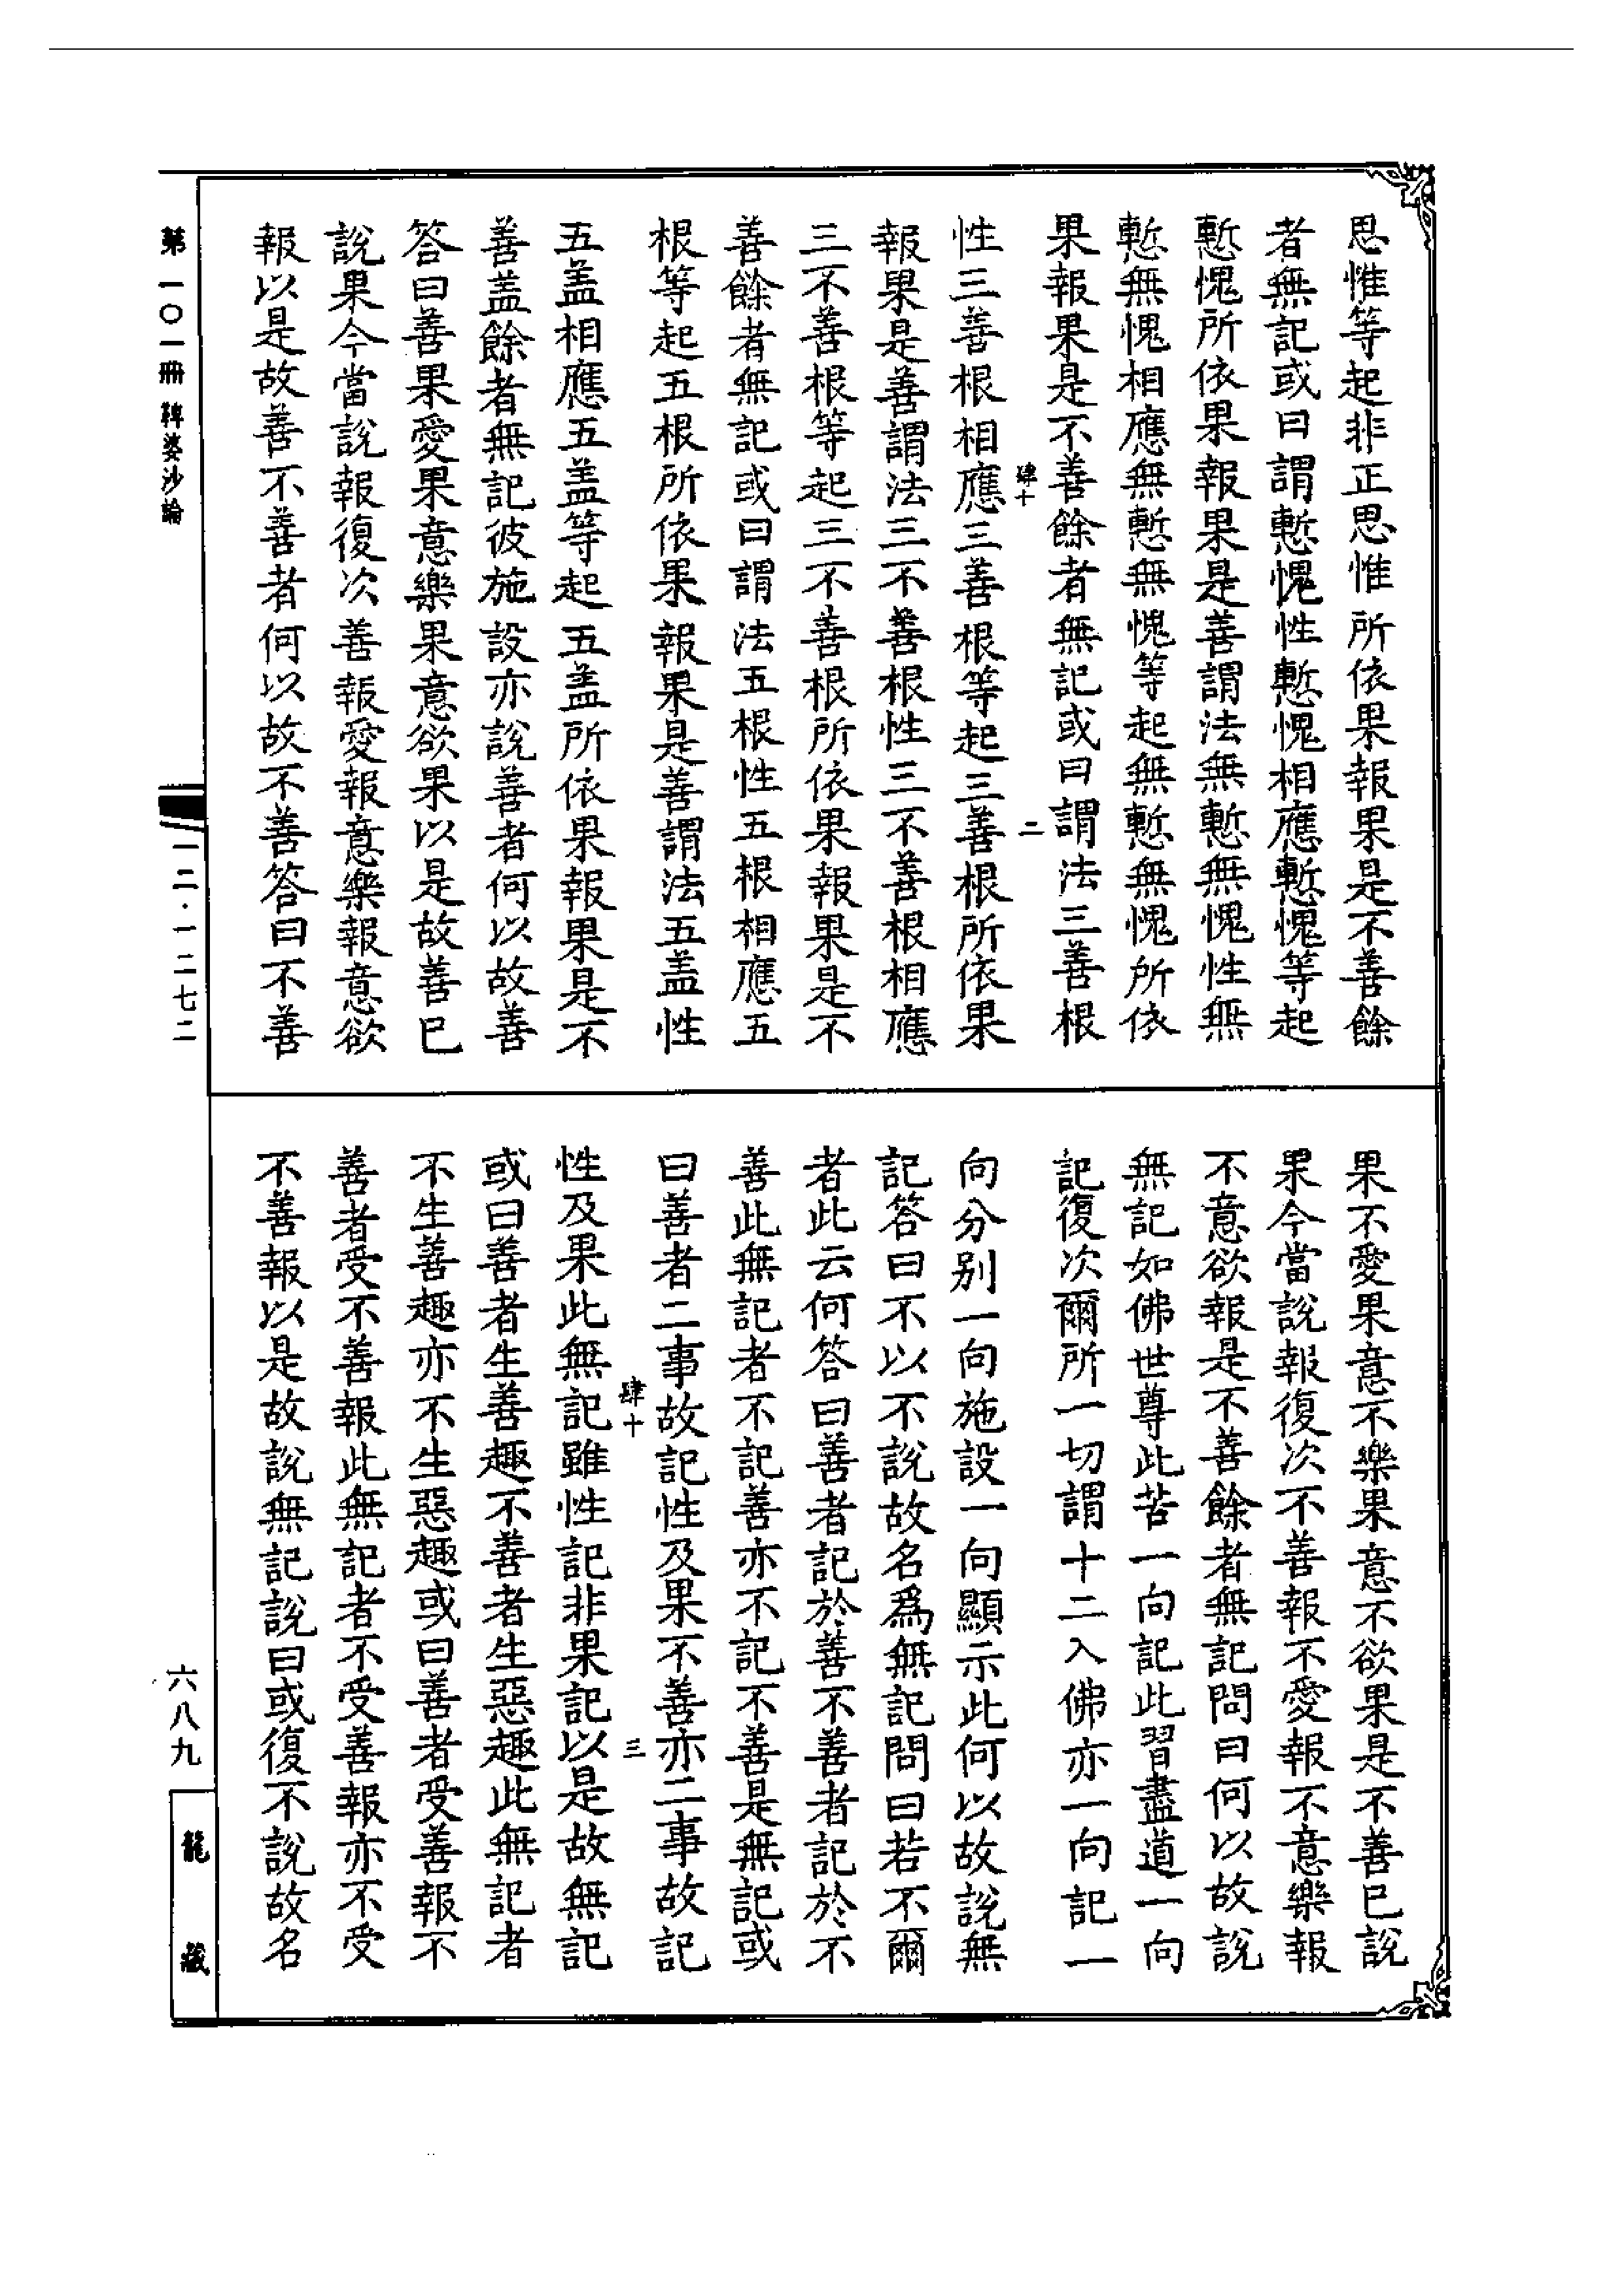 思惟等起非正思惟所依果報果是不善餘
者無記或曰謂慙愧性慙愧相應慙愧等起
慙愧所依果報果是善謂法無慙無愧性無
慙無愧相應無慙無愧等起無慙無愧所依
果報果是不善餘者無記或曰謂法三善根
肆十
二
性三善根相應三善根等起三善根所依果
報果是善謂法三不善根性三不善根相應
三不善根等起三不善根所依果報果是不
善餘者無記或曰謂法五根性五根相應五
根等起五根所依果報果是善謂法五盖性
五盖相應五盖等起五盖所依果報果是不
善盖餘者無記彼施設亦說善者何以故善
答曰善果愛果意樂果意欲果以是故善已
說果今當說報復次善報愛報意樂報意欲
報以是故善不善者何以故不善答曰不善
第一〇一冊 鞞婆沙論
一二·一二七二
果不愛果意不樂果意不欲果是不善已說
果今當說報復次不善報不愛報不意樂報
不意欲報是不善餘者無記問曰何以故說
無記如佛世尊此苦一向記此習盡道一向
記復次爾所一切謂十二入佛亦一向記一
向分別一向施設一向顯示此何以故說無
記答曰不以不說故名爲無記問曰若不爾
者此云何答曰善者記於善不善者記於不
善此無記者不記善亦不記不善是無記或
曰善者二事故記性及果不善亦二事故記
肆十
三
性及果此無記雖性記非果記以是故無記
或曰善者生善趣不善者生惡趣此無記者
不生善趣亦不生惡趣或曰善者受善報不
善者受不善報此無記者不受善報亦不受
不善報以是故說無記說曰或復不說故名
六八九
龍藏